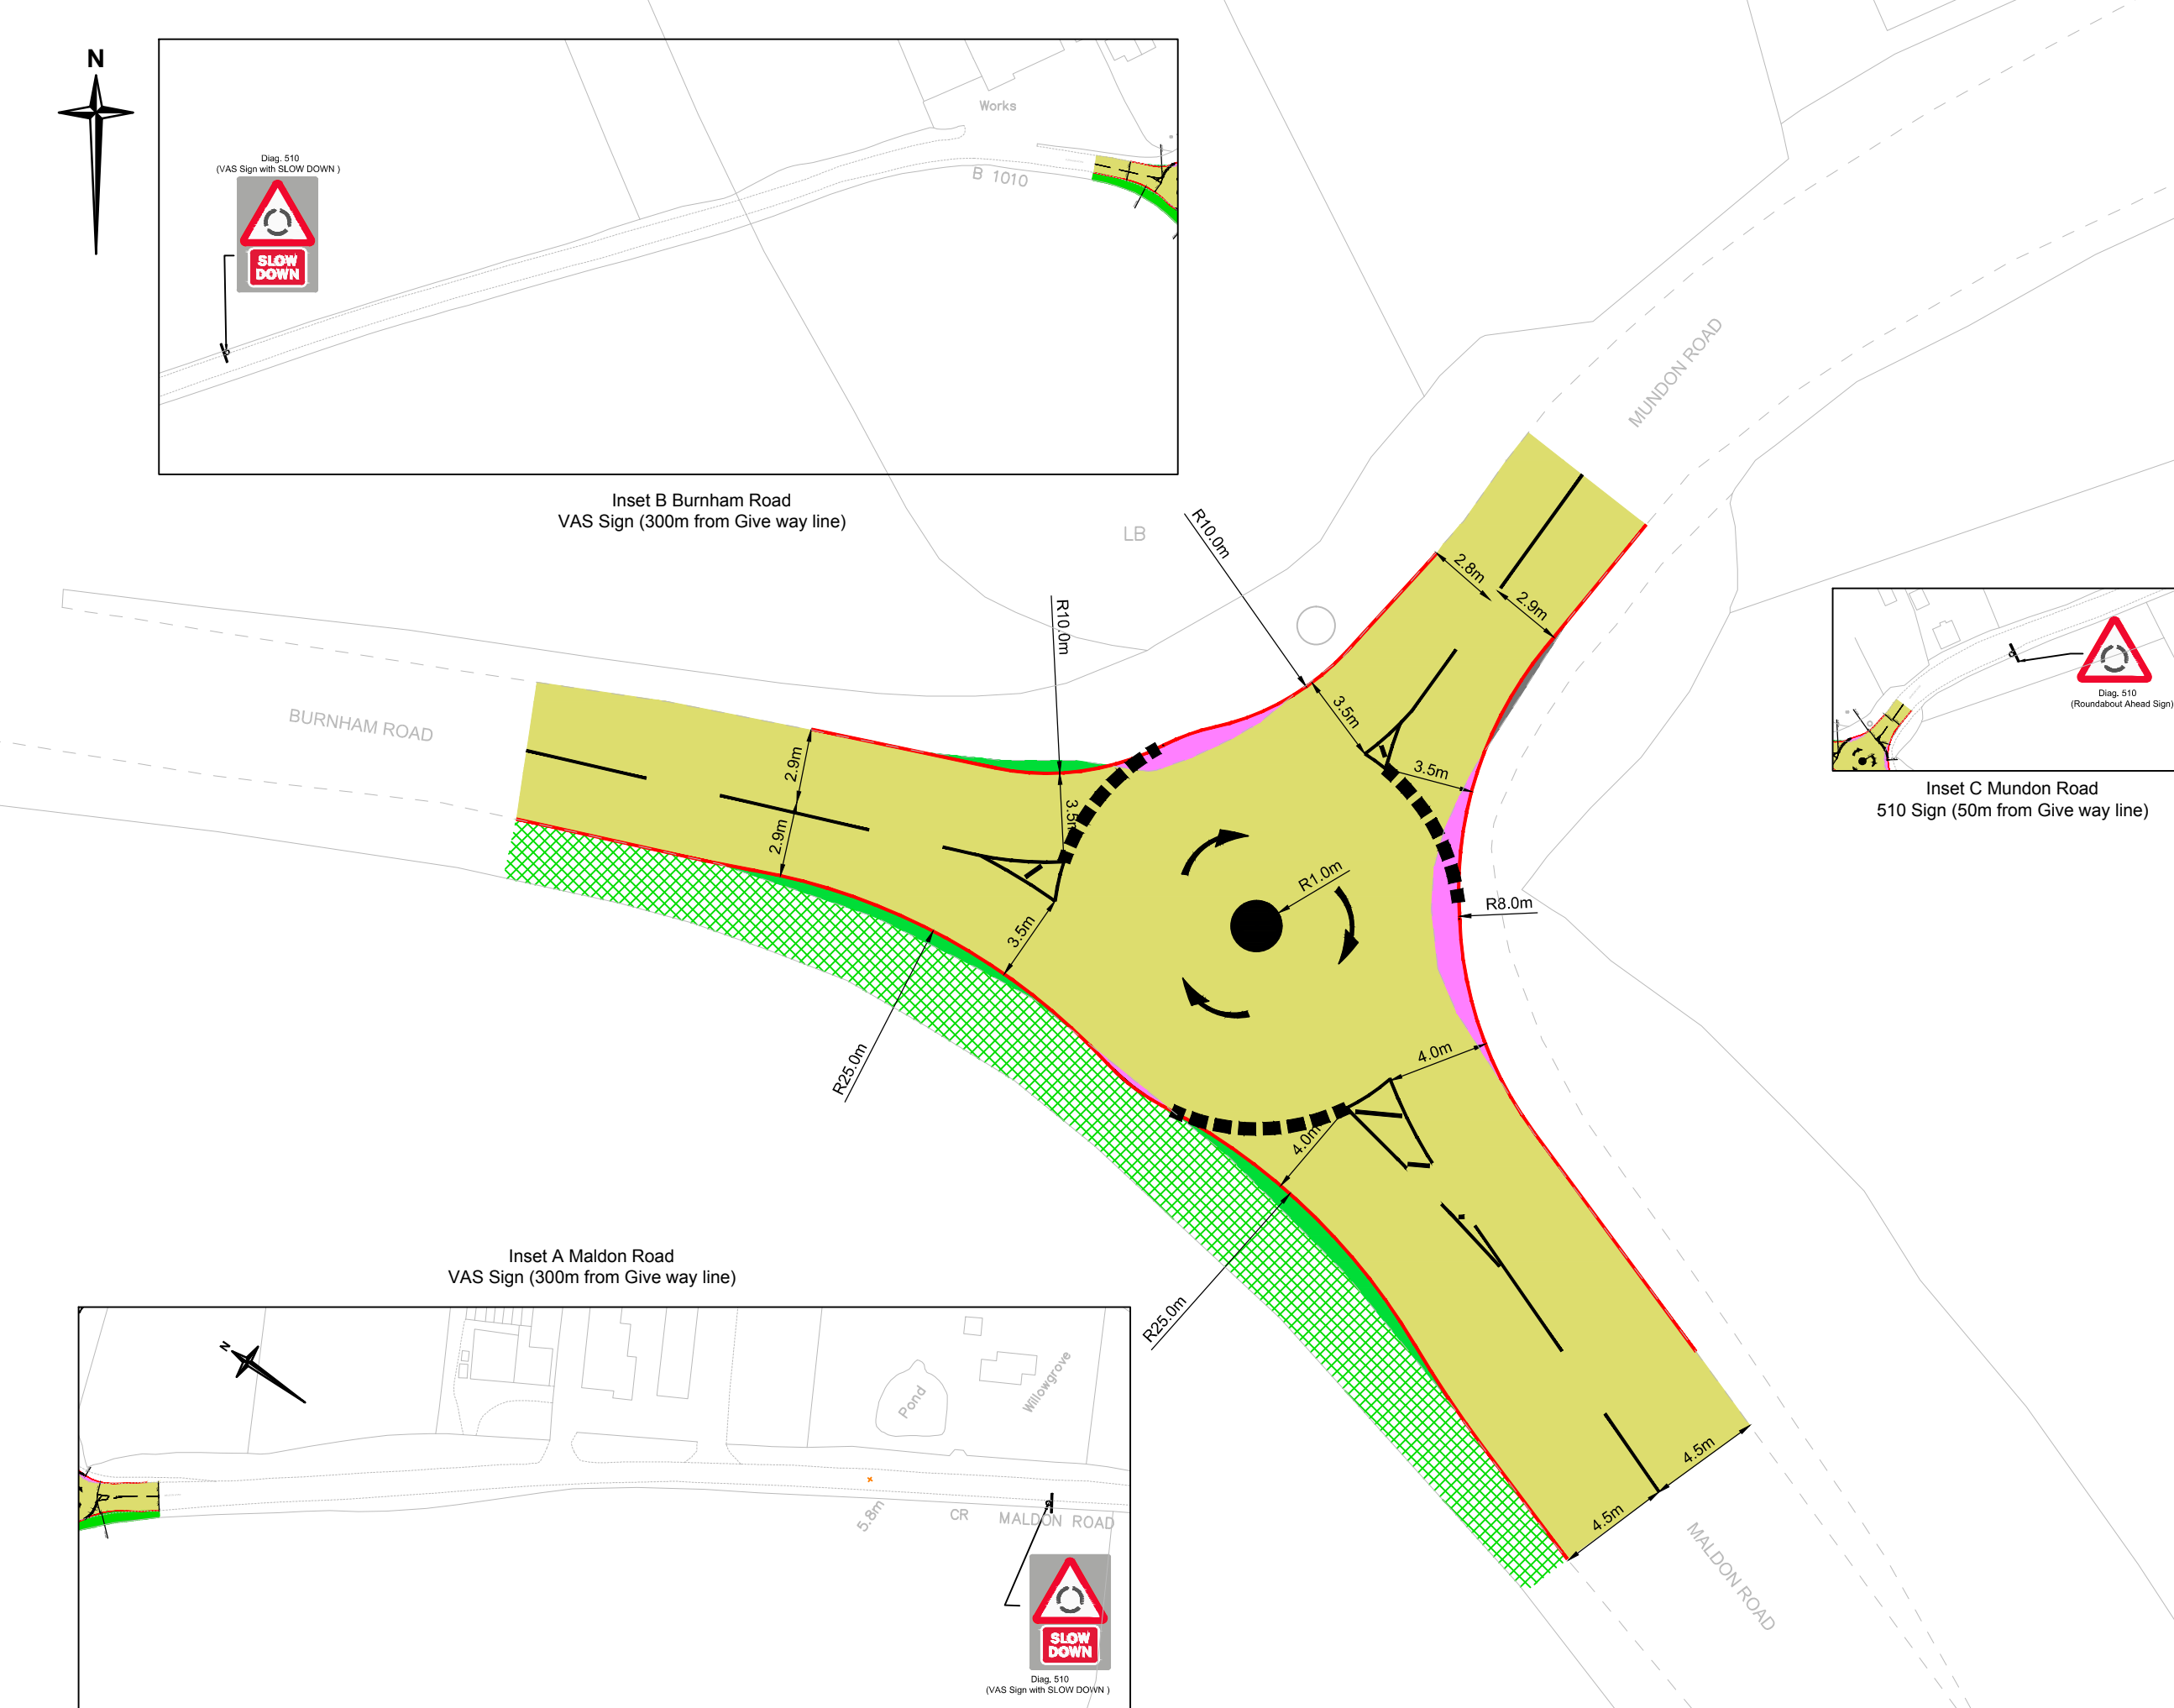 N
Works
B 1010
Diag. 510
(VAS Sign with SLOW DOWN )
SLOW
DOWN
Inset B Burnham Road
VAS Sign (300m from Give way line)
LB
MUNDON ROAD
R10.0m
R10.0m
2.8m
2.9m
3.5m
3.5m
BURNHAM ROAD
2.9m
2.9m
3.5m
3.5m
R1.0m
R8.0m
Diag. 510
(Roundabout Ahead Sign)
Inset C Mundon Road
510 Sign (50m from Give way line)
R25.0m
4.0m
4.0m
R25.0m
4.5m
4.5m
MALDON ROAD
Inset A Maldon Road
VAS Sign (300m from Give way line)
N
Pond
Willowgrove
5.8m
CR
MALDON ROAD
SLOW
DOWN
Diag. 510
(VAS Sign with SLOW DOWN )